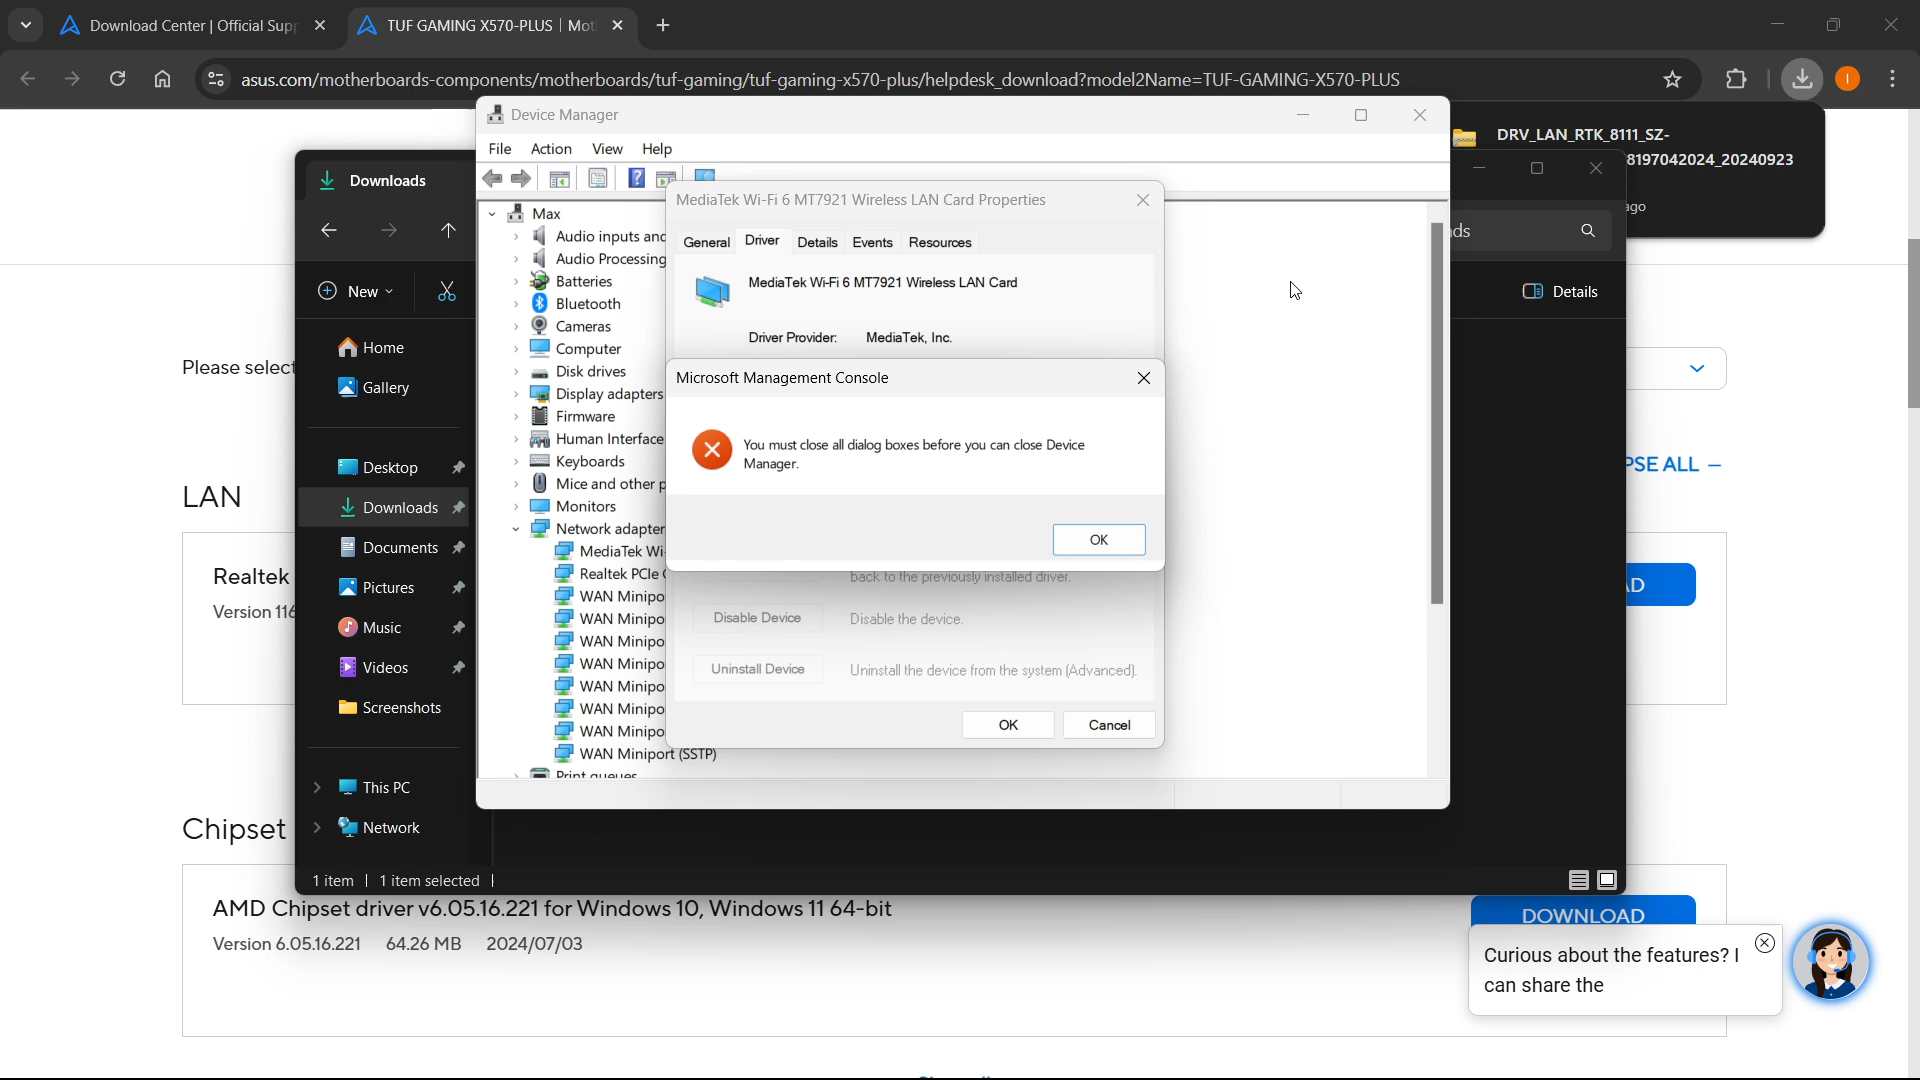 Download Center | Official Sup
TUF GAMING X570-PLUS | Mot
asus.com/motherboards-components/motherboards/tuf-gaming/tuf-gaming-x570-plus/helpdesk_download?model2Name=TUF-GAMING-X570-PLUS
DRV_LAN_RTK_8111_SZ-
8197042024_20240923
ago
Device Manager
File Action View Help
Downloads
ds
New
Details
Home
Gallery
Desktop
Downloads
Documents
Pictures
Music
Videos
Screenshots
This PC
Network
1 item | 1 item selected |
Max
Audio inputs and
Audio Processing
Batteries
Bluetooth
Cameras
Computer
Disk drives
Display adapters
Firmware
Human Interface
Keyboards
Mice and other p
Monitors
Network adapter
MediaTek Wi-
Realtek PCIe
WAN Minipo
WAN Minipo
WAN Minipo
WAN Minipo
WAN Minipo
WAN Minipo
WAN Minipo
WAN Miniport (SSTP)
Print queues
MediaTek Wi-Fi 6 MT7921 Wireless LAN Card Properties
General Driver Details Events Resources
MediaTek Wi-Fi 6 MT7921 Wireless LAN Card
Driver Provider: MediaTek, Inc.
Microsoft Management Console
You must close all dialog boxes before you can close Device
Manager.
OK
back to the previously installed driver.
Disable Device Disable the device.
Uninstall Device Uninstall the device from the system (Advanced).
OK Cancel
Please select
PSE ALL –
LAN
Realtek
Version 116
AD
Chipset
AMD Chipset driver v6.05.16.221 for Windows 10, Windows 11 64-bit
Version 6.05.16.221 64.26 MB 2024/07/03
DOWNLOAD
Curious about the features? I
can share the